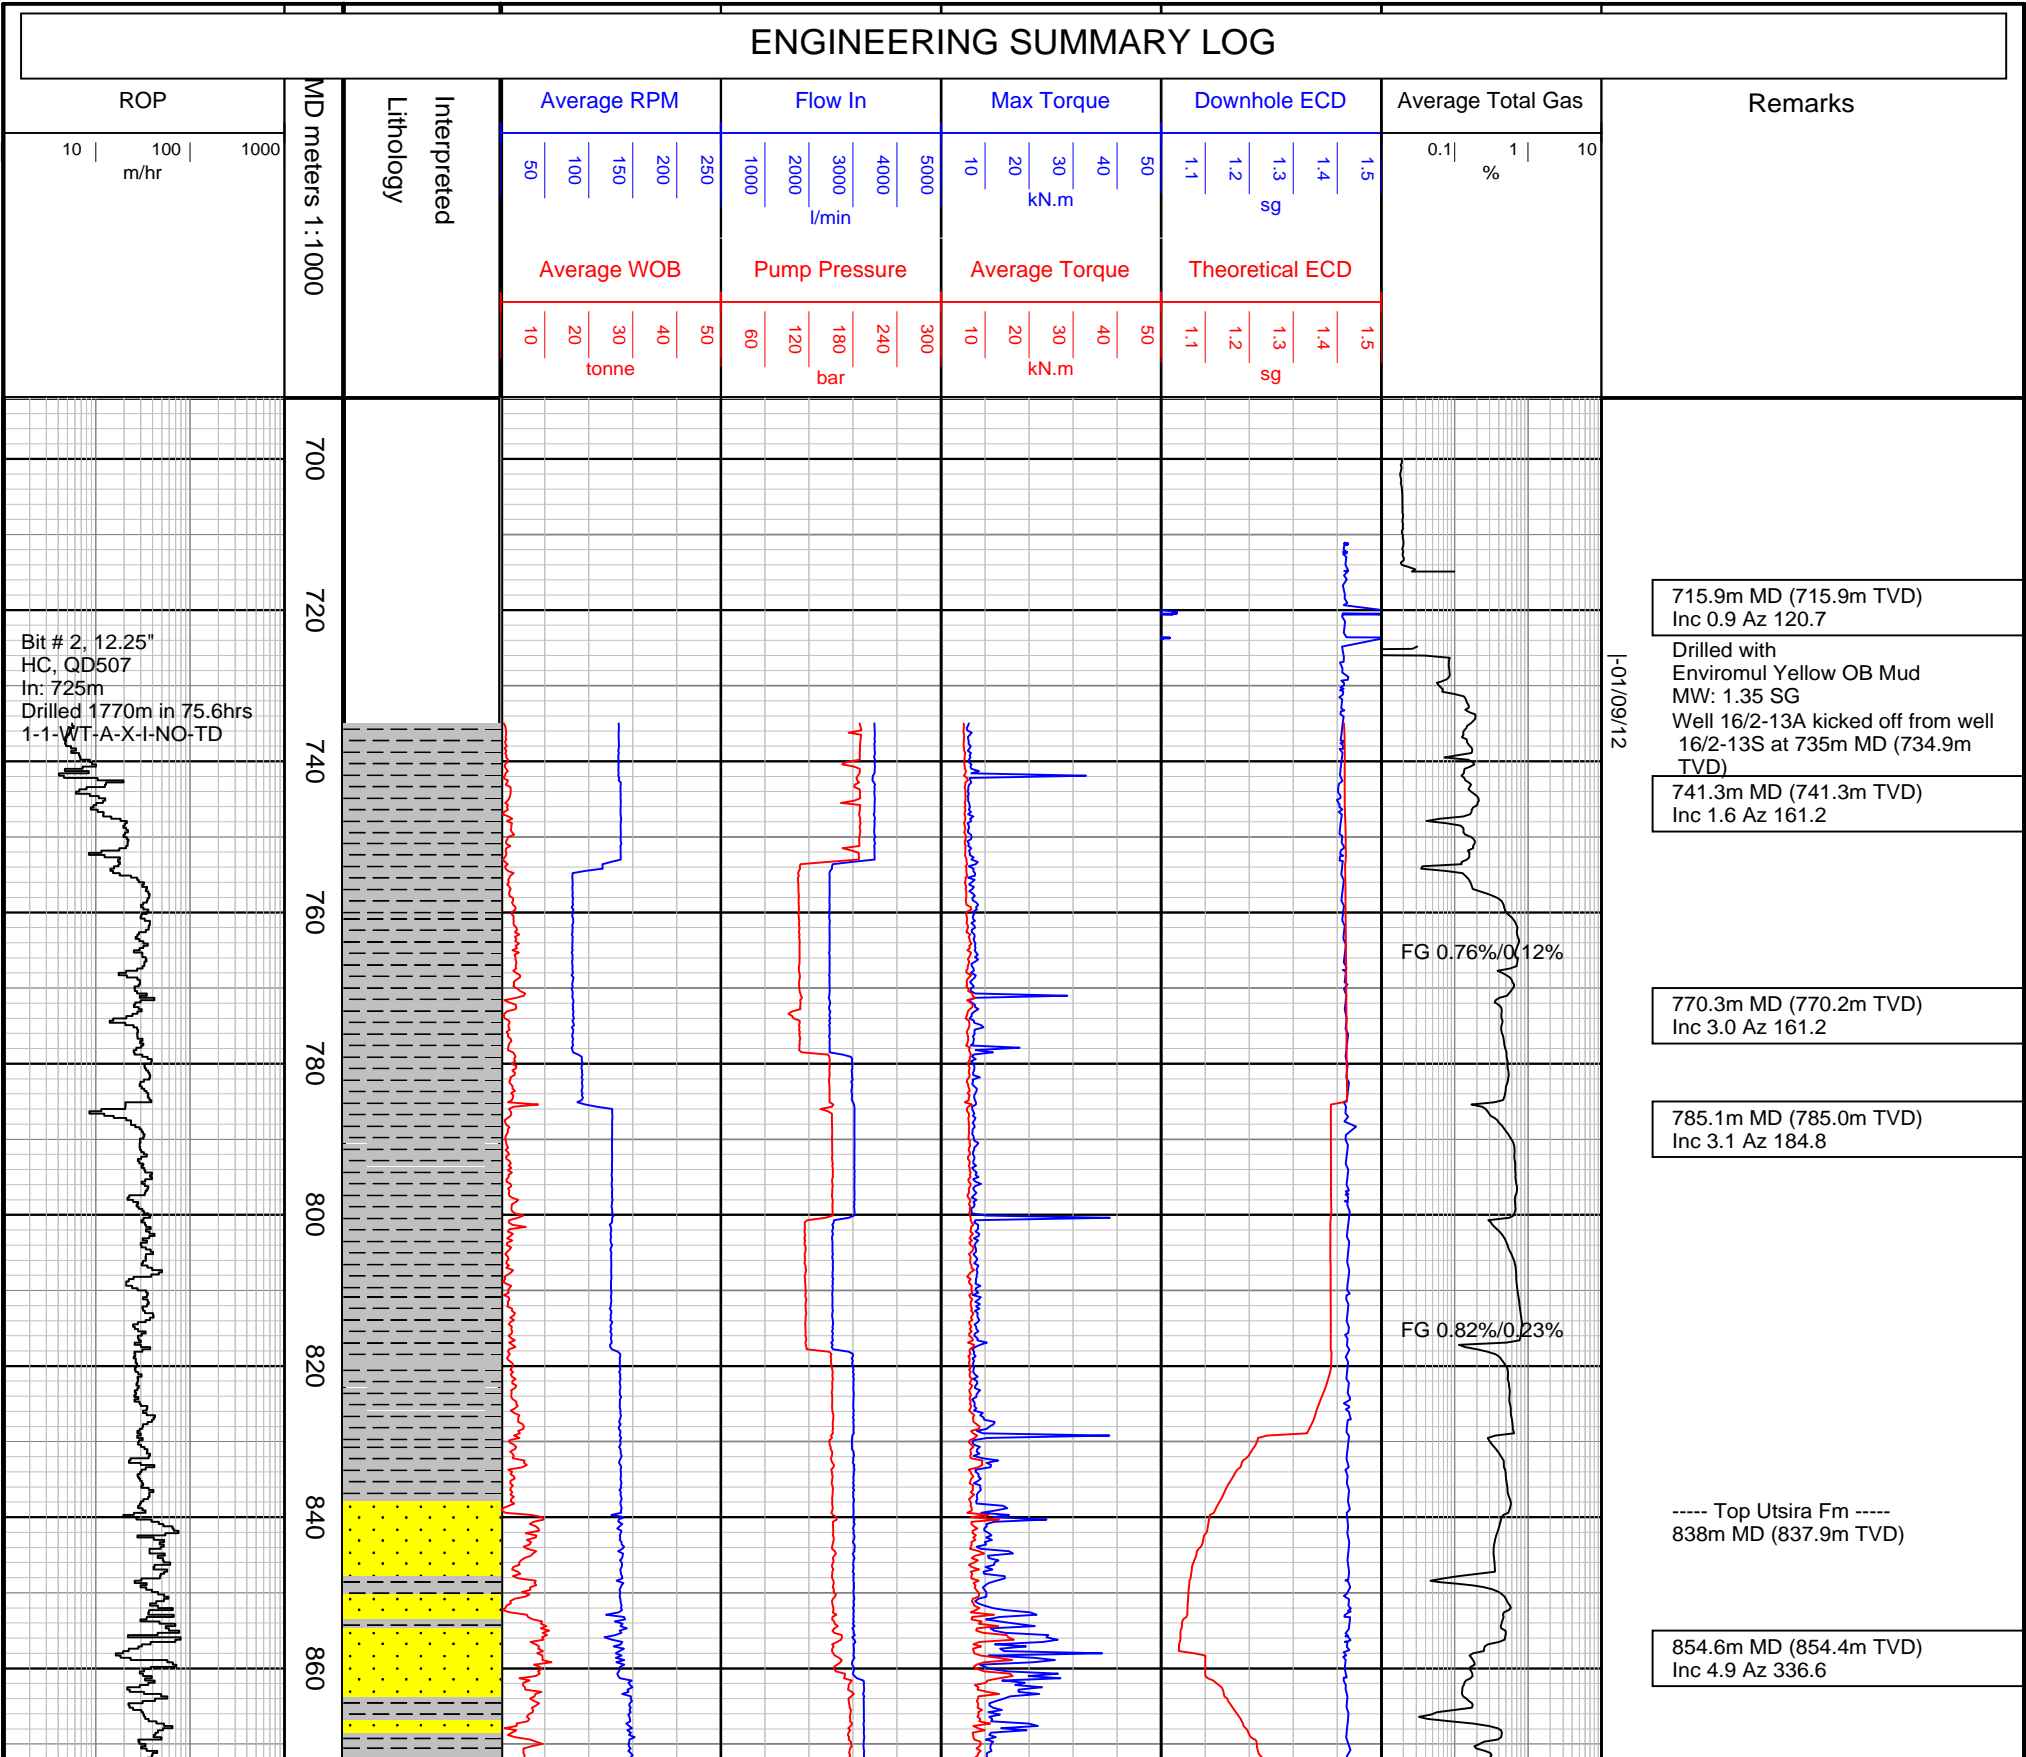 ENGINEERING SUMMARY LOG
ROP
10 100 1000
m/hr
MD meters 1:1000
Interpreted
Lithology
Average RPM
50 100 150 200 250
Average WOB
10 20 30 40 50
tonne
Flow In
1000 2000 3000 4000 5000
l/min
Pump Pressure
60 120 180 240 300
bar
Max Torque
10 20 30 40 50
kN.m
Average Torque
10 20 30 40 50
kN.m
Downhole ECD
1.1 1.2 1.3 1.4 1.5
sg
Theoretical ECD
1.1 1.2 1.3 1.4 1.5
sg
Average Total Gas
0.1 1 10
%
Remarks
Bit # 2, 12.25"
HC, QD507
In: 725m
Drilled 1770m in 75.6hrs
1-1-WT-A-X-I-NO-TD
700
720
740
760
780
800
820
840
860
FG 0.76%/0.12%
FG 0.82%/0.23%
|-01/09/12
715.9m MD (715.9m TVD)
Inc 0.9 Az 120.7
Drilled with
Enviromul Yellow OB Mud
MW: 1.35 SG
Well 16/2-13A kicked off from well
16/2-13S at 735m MD (734.9m
TVD)
741.3m MD (741.3m TVD)
Inc 1.6 Az 161.2
770.3m MD (770.2m TVD)
Inc 3.0 Az 161.2
785.1m MD (785.0m TVD)
Inc 3.1 Az 184.8
----- Top Utsira Fm -----
838m MD (837.9m TVD)
854.6m MD (854.4m TVD)
Inc 4.9 Az 336.6